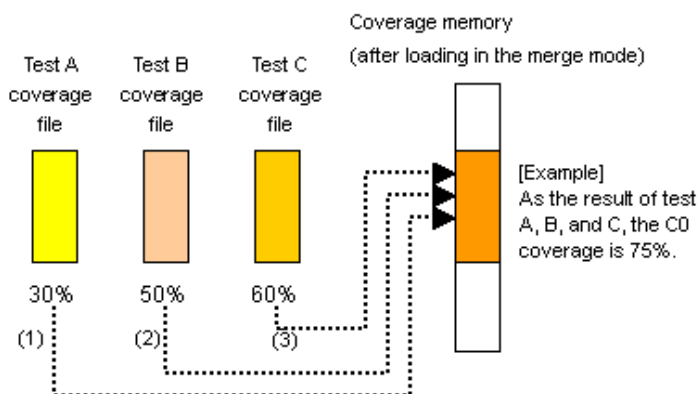 Coverage memory
(after loading in the merge mode)
Test A
coverage
file
Test B
coverage
file
Test C
coverage
file
[Example]
As the result of test
A, B, and C, the C0
coverage is 75%.
30%
50%
60%
(1)
(2)
(3)